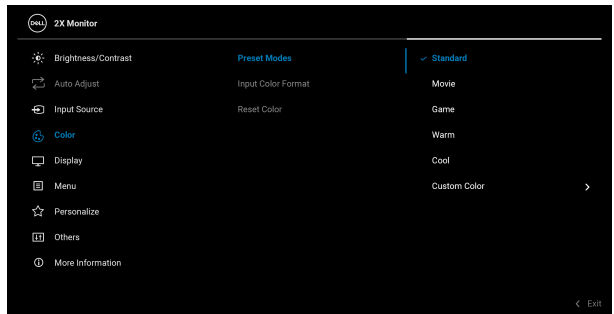 DELL 2X Monitor
Brightness/Contrast
Auto Adjust
Input Source
Color
Display
Menu
Personalize
Others
More Information
Preset Modes
Input Color Format
Reset Color
Standard
Movie
Game
Warm
Cool
Custom Color
Exit